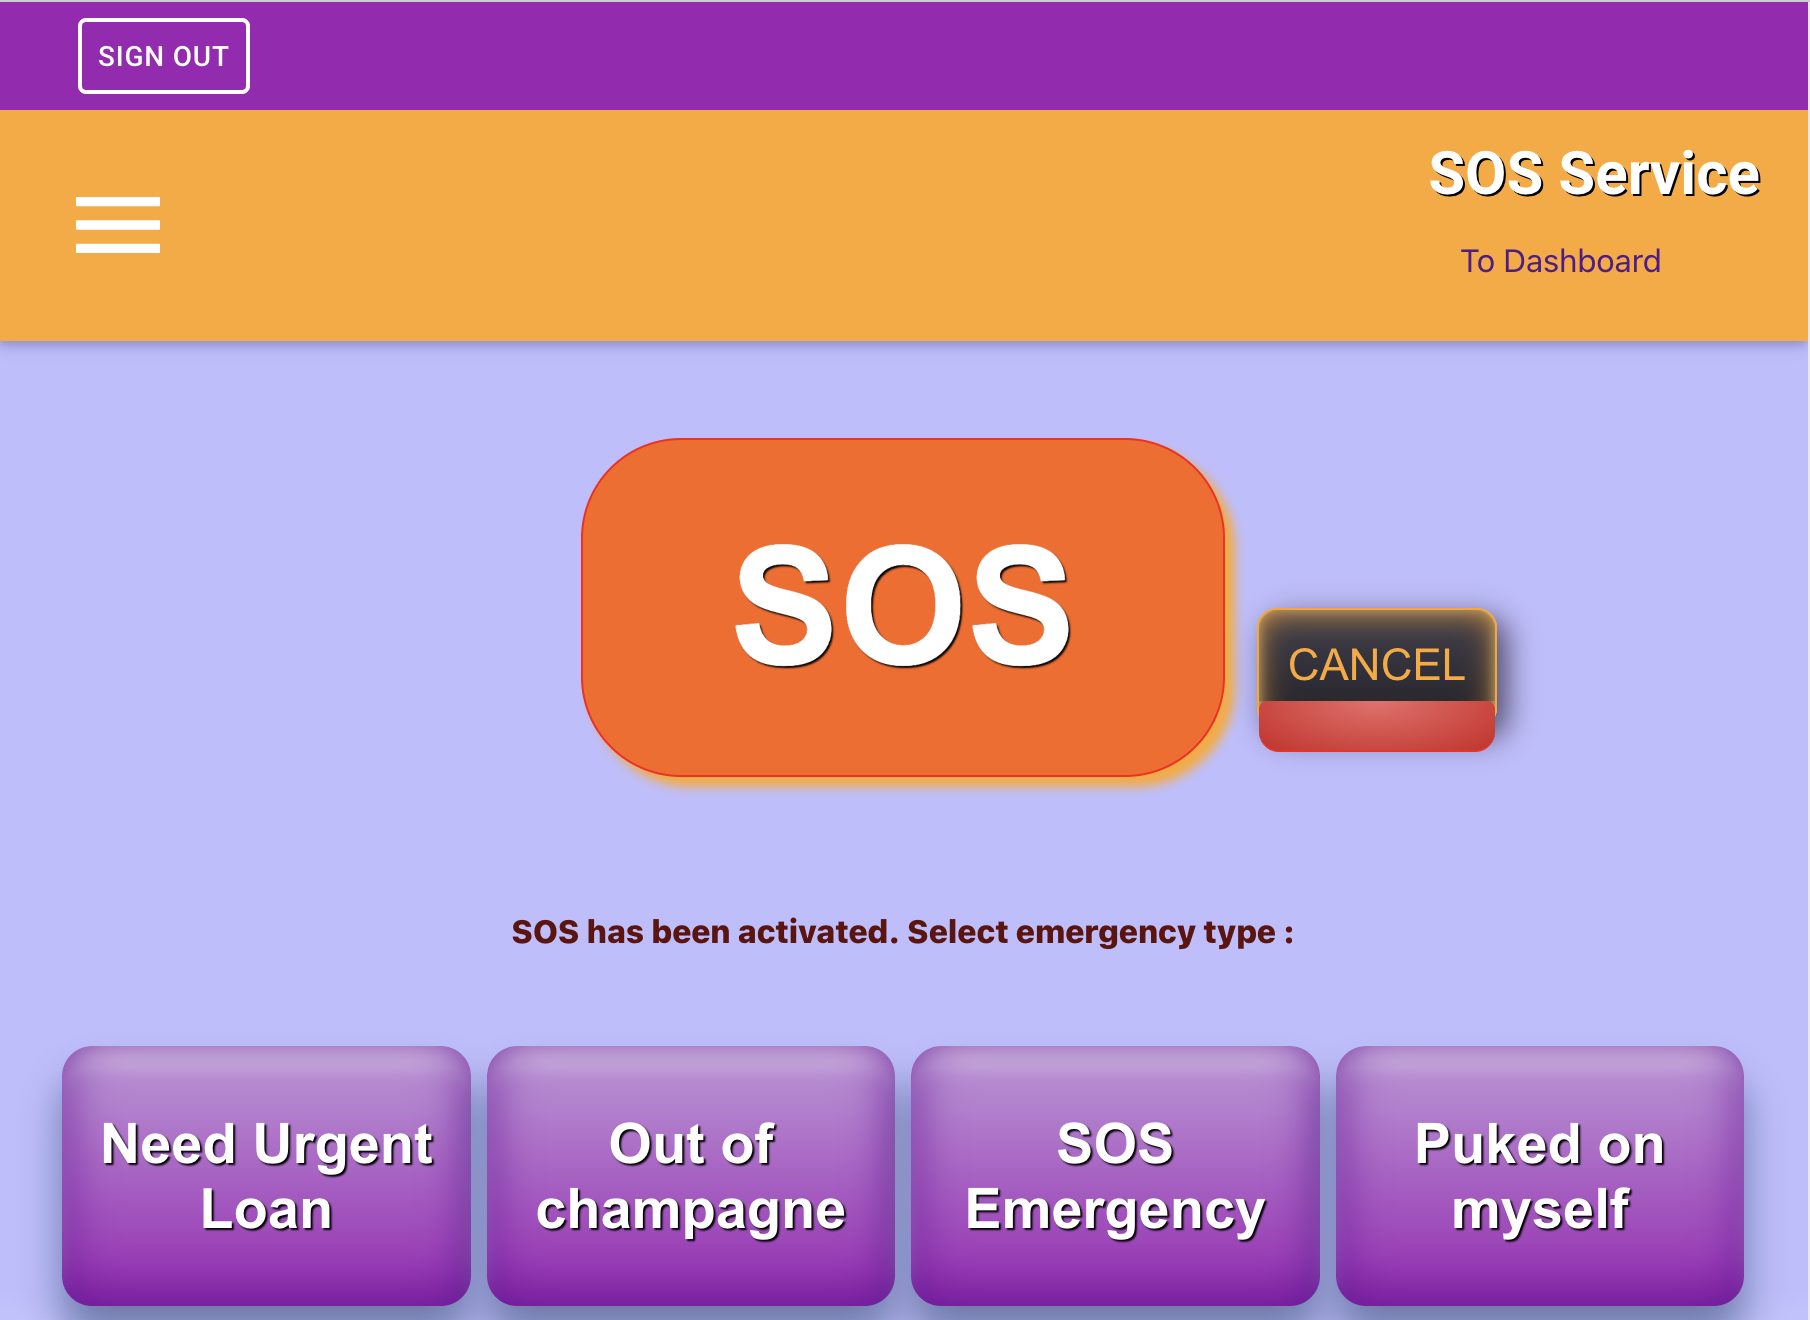 SIGN OUT
SOS Service
To Dashboard
SOS
CANCEL
SOS has been activated. Select emergency type :
Need Urgent
Loan
Out of
champagne
SOS
Emergency
Puked on
myself